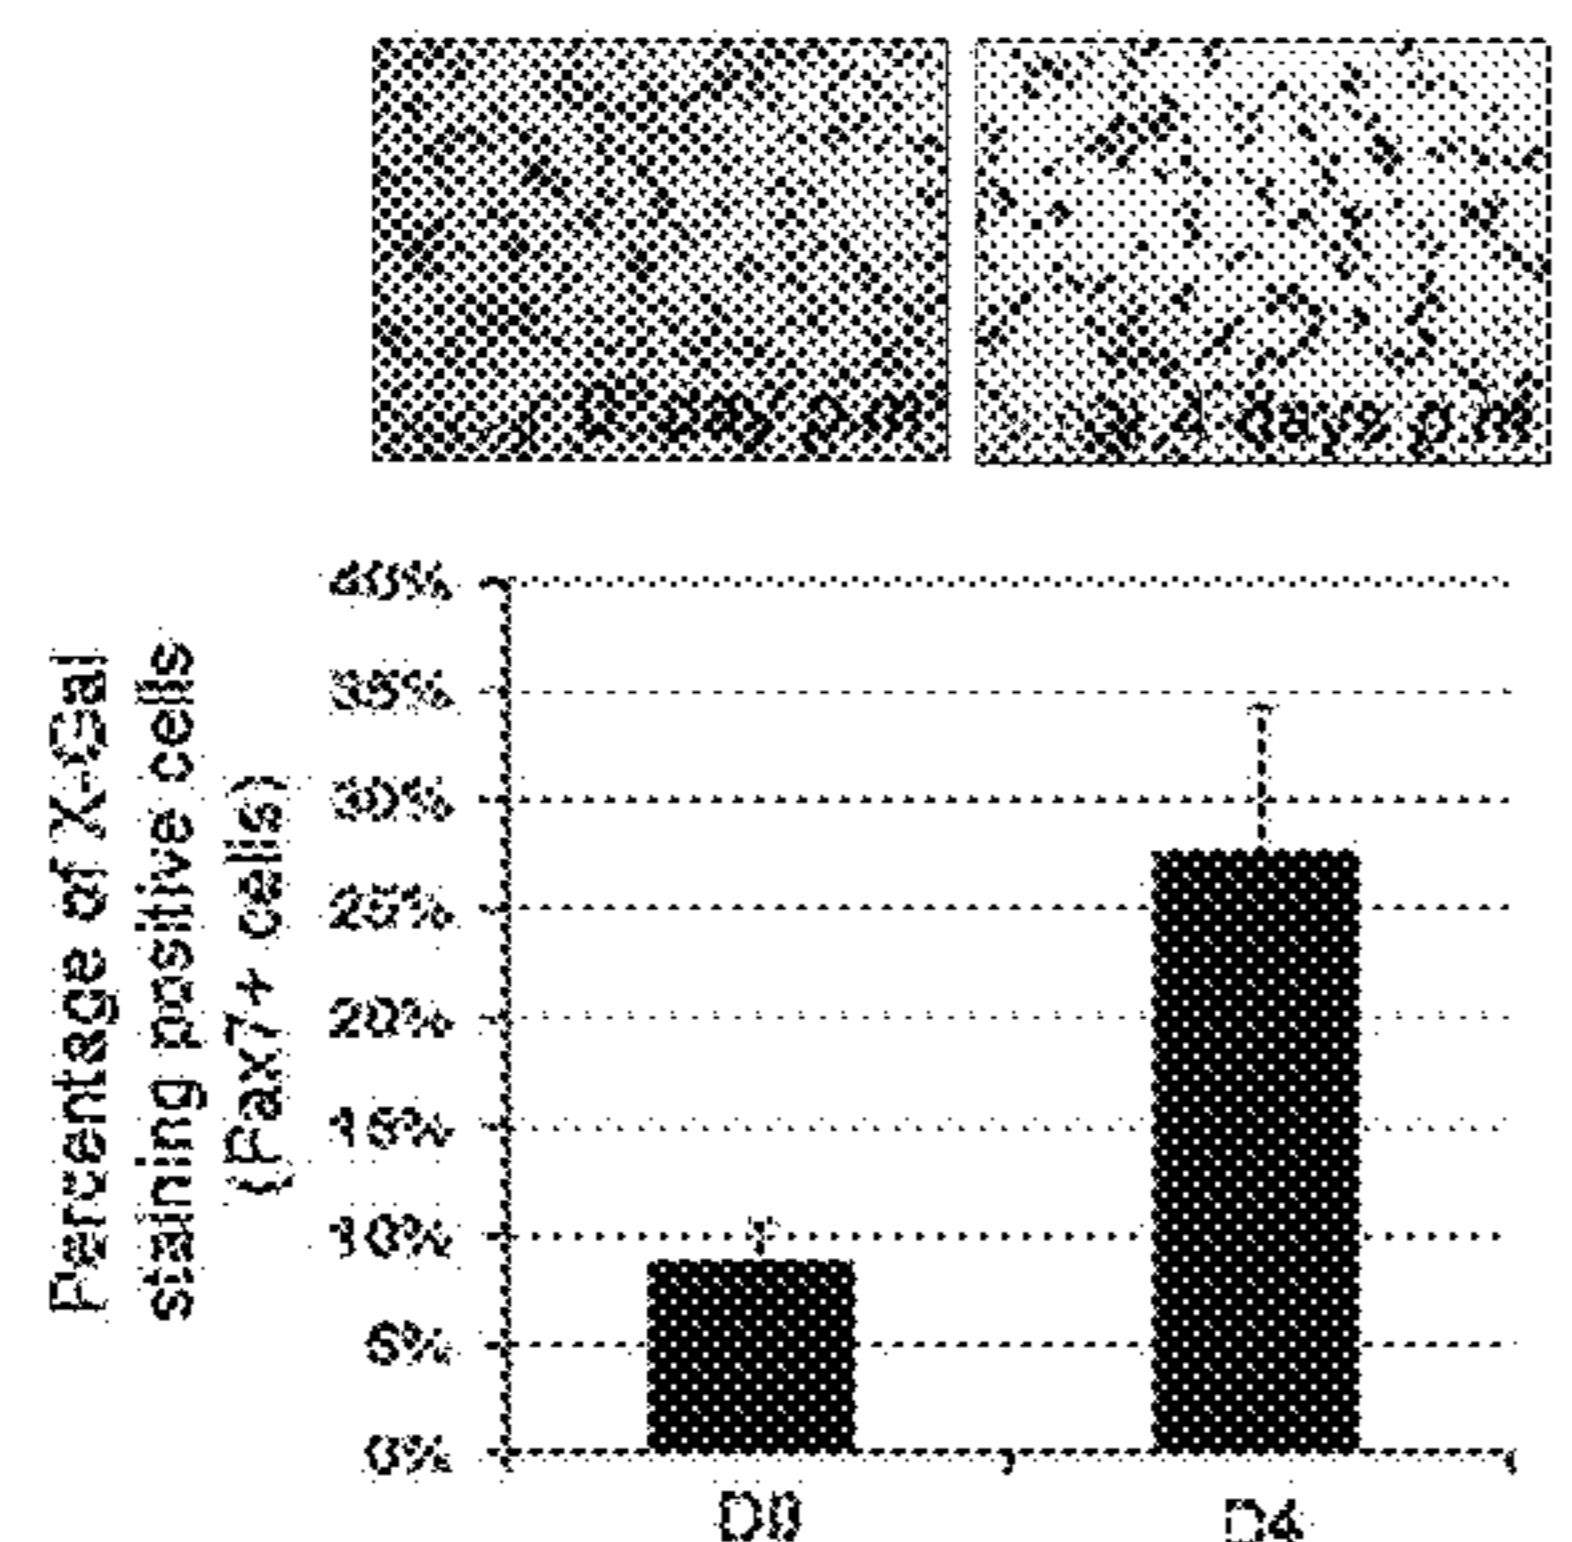 0 day p.m
4 days p.m
Percentage of X-Gal
staining positive cells
(Pax7+ cells)
40%
35%
30%
25%
20%
15%
10%
5%
0%
D0
D4